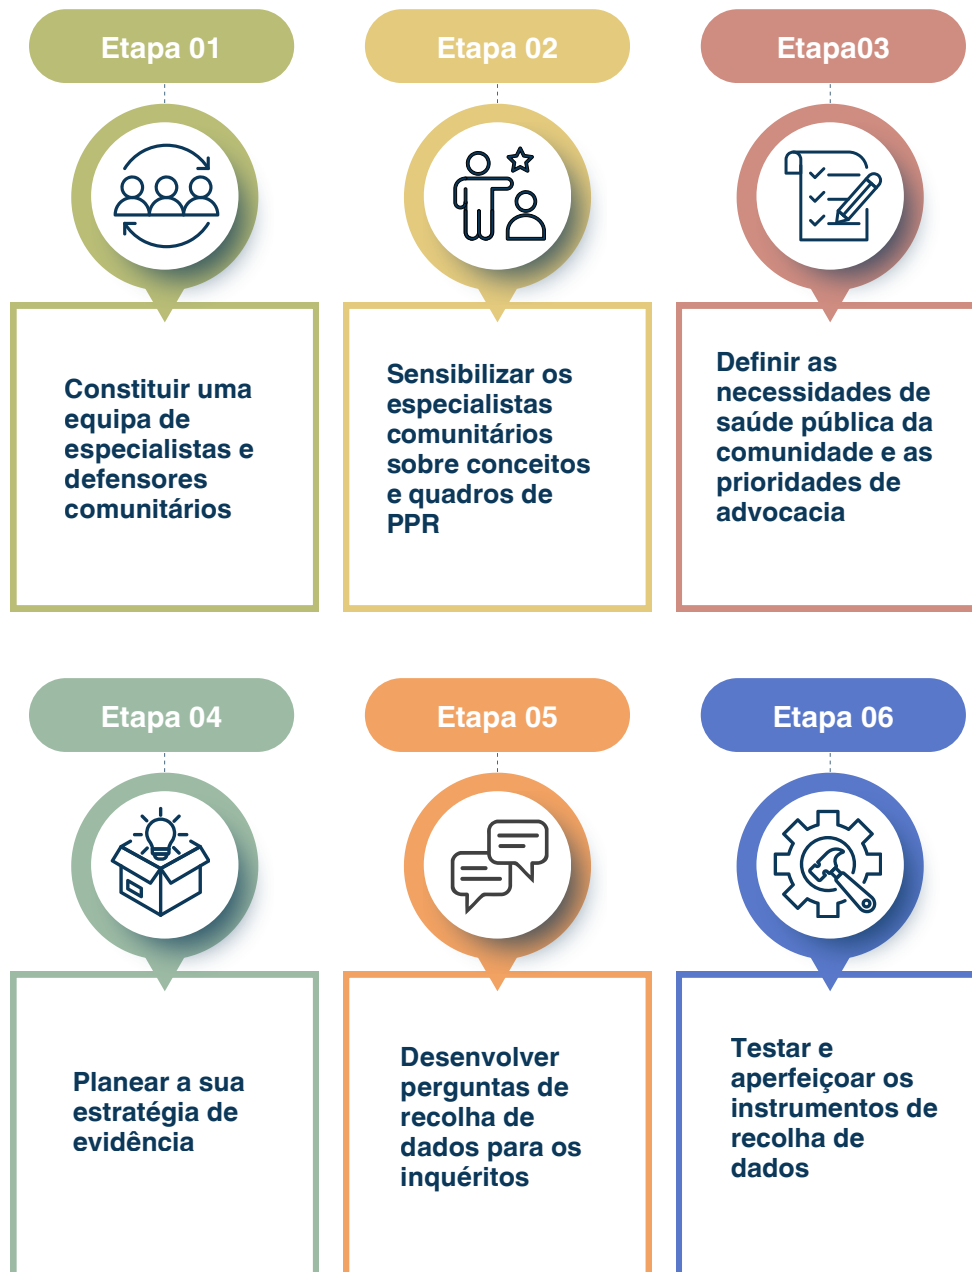 Etapa 01
Etapa 02
Etapa03
Constituir uma
equipa de
especialistas e
defensores
comunitários
Sensibilizar os
especialistas
comunitários
sobre conceitos
e quadros de
PPR
Definir as
necessidades de
saúde pública da
comunidade e as
prioridades de
advocacia
Etapa 04
Etapa 05
Etapa 06
Planear a sua
estratégia de
evidência
Desenvolver
perguntas de
recolha de
dados para os
inquéritos
Testar e
aperfeiçoar os
instrumentos de
recolha de
dados